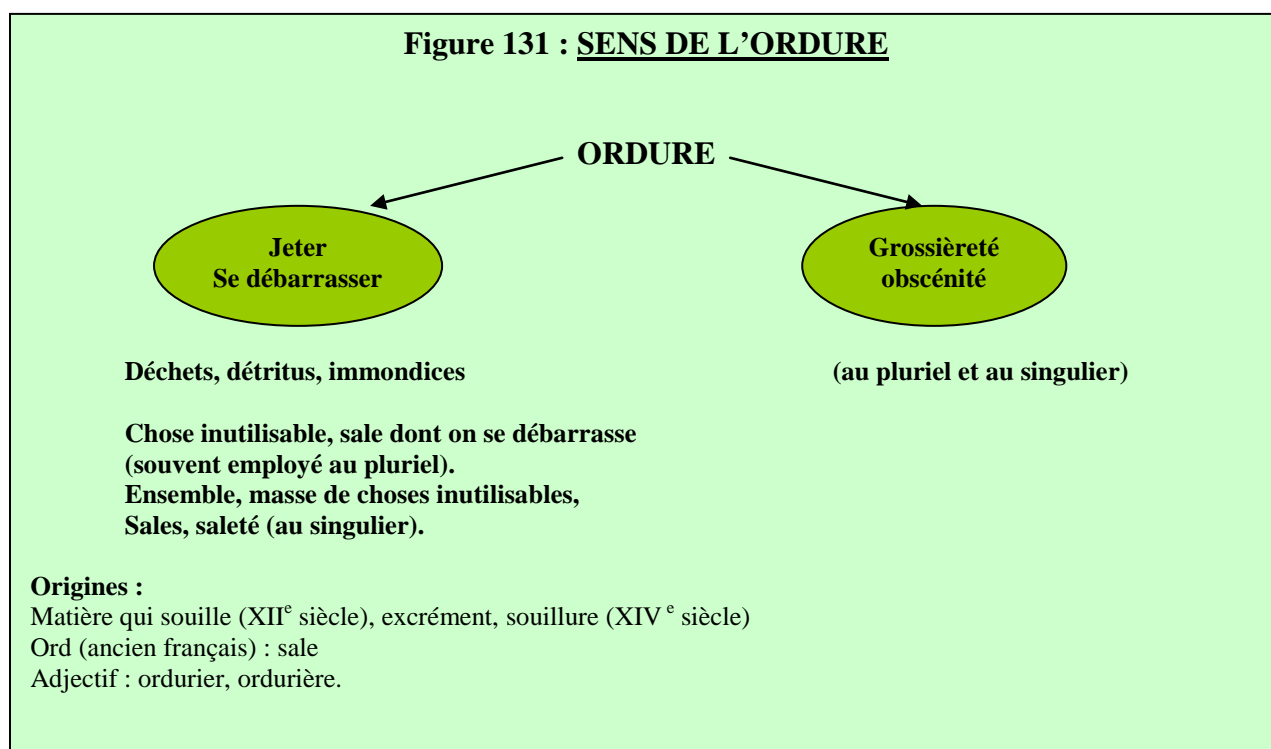 Figure 131 : SENS DE L’ORDURE
ORDURE
Jeter
Se débarrasser
Grossièreté
obscénité
Déchets, détritus, immondices
(au pluriel et au singulier)
Chose inutilisable, sale dont on se débarrasse
(souvent employé au pluriel).
Ensemble, masse de choses inutilisables,
Sales, saleté (au singulier).
Origines :
Matière qui souille (XIIe siècle), excrément, souillure (XIV e siècle)
Ord (ancien français) : sale
Adjectif : ordurier, ordurière.